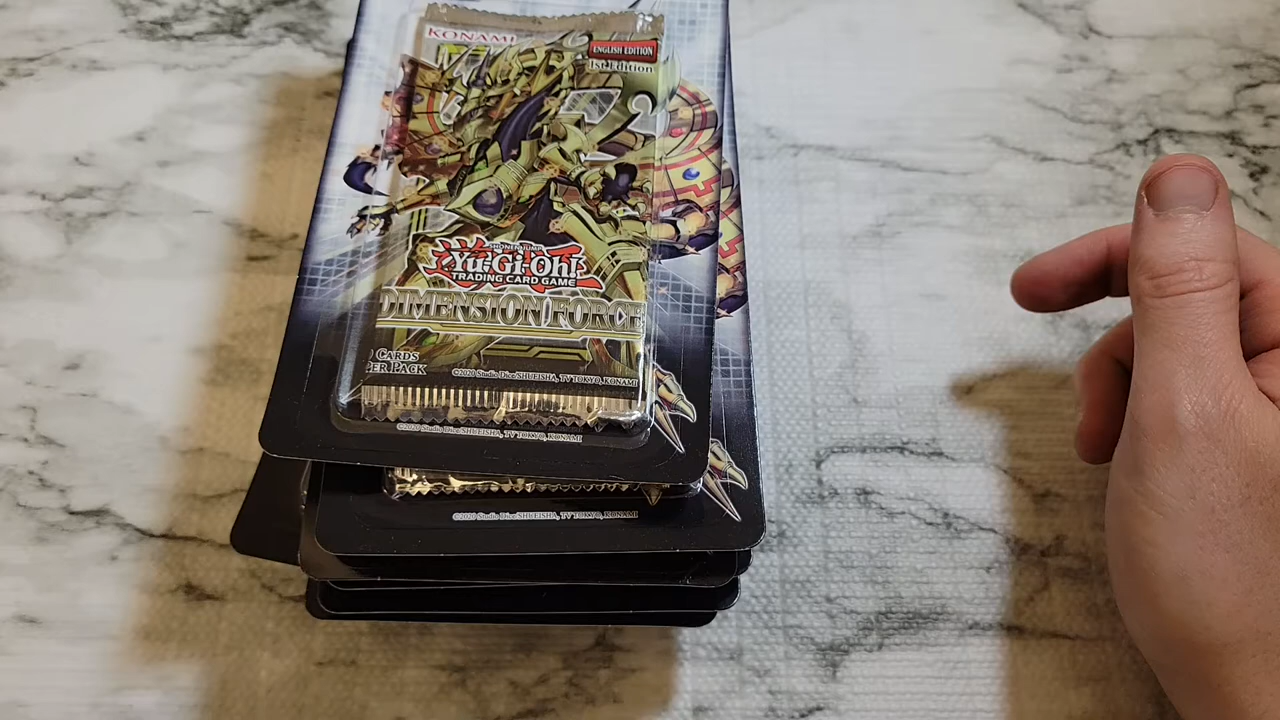 KONAMI
ENGLISH EDITION
1st Edition
SHONEN JUMP
Yu-Gi-Oh!
TRADING CARD GAME
DIMENSION FORCE
CARDS
PER PACK
©2020 Studio Dice/SHUEISHA, TV TOKYO, KONAMI
©2020 Studio Dice/SHUEISHA, TV TOKYO, KONAMI
©2020 Studio Dice/SHUEISHA, TV TOKYO, KONAMI